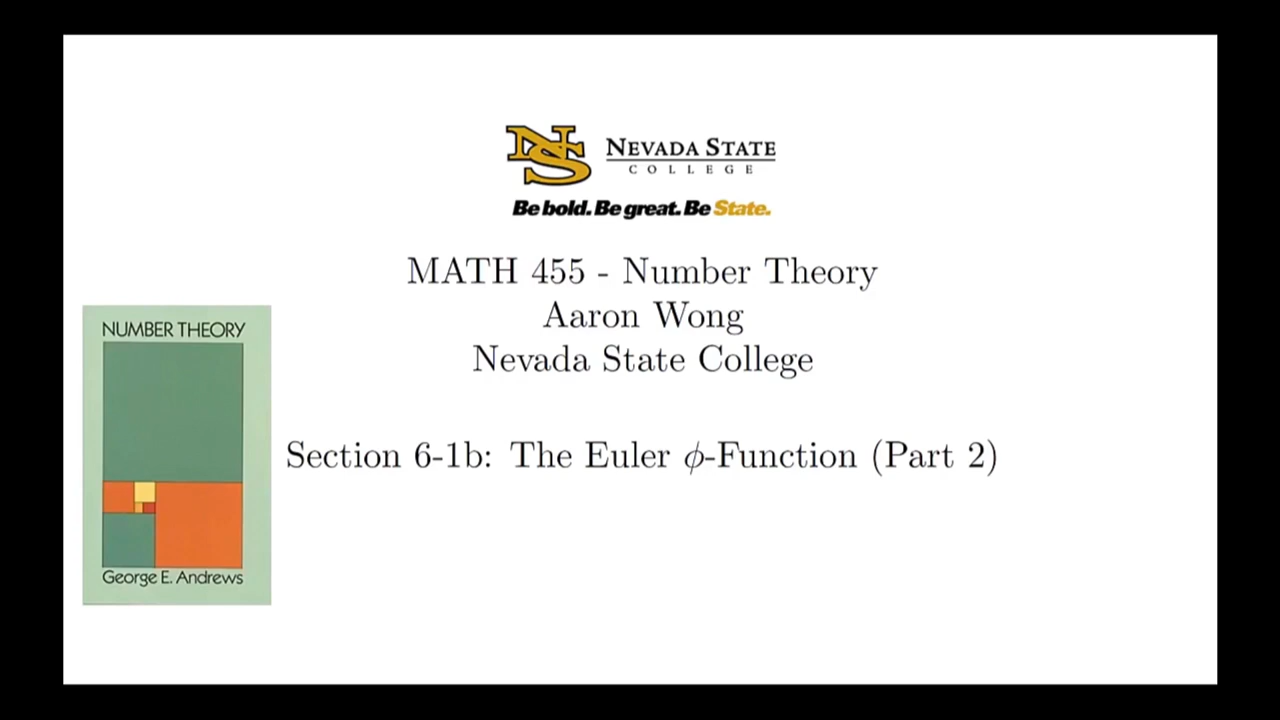 NS NEVADA STATE
COLLEGE
Be bold. Be great. Be State.
MATH 455 - Number Theory
Aaron Wong
Nevada State College
NUMBER THEORY
Section 6-1b: The Euler ϕ-Function (Part 2)
George E. Andrews